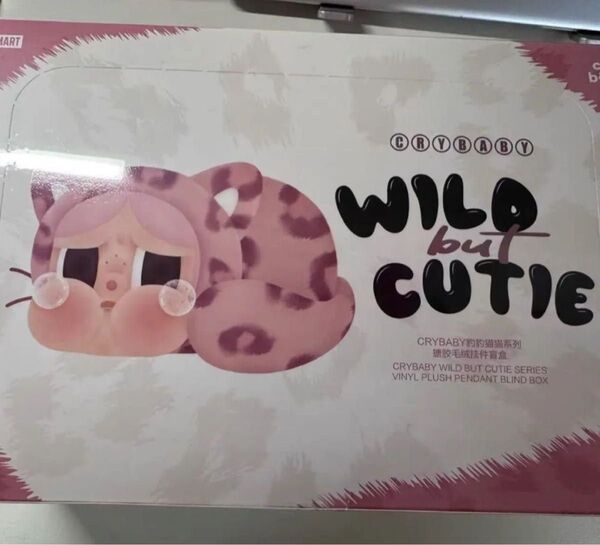 MART
CRYBABY
WILD
but
CUTIE
CRYBABY豹豹猫猫系列
搪胶毛绒挂件盲盒
CRYBABY WILD BUT CUTIE SERIES
VINYL PLUSH PENDANT BLIND BOX